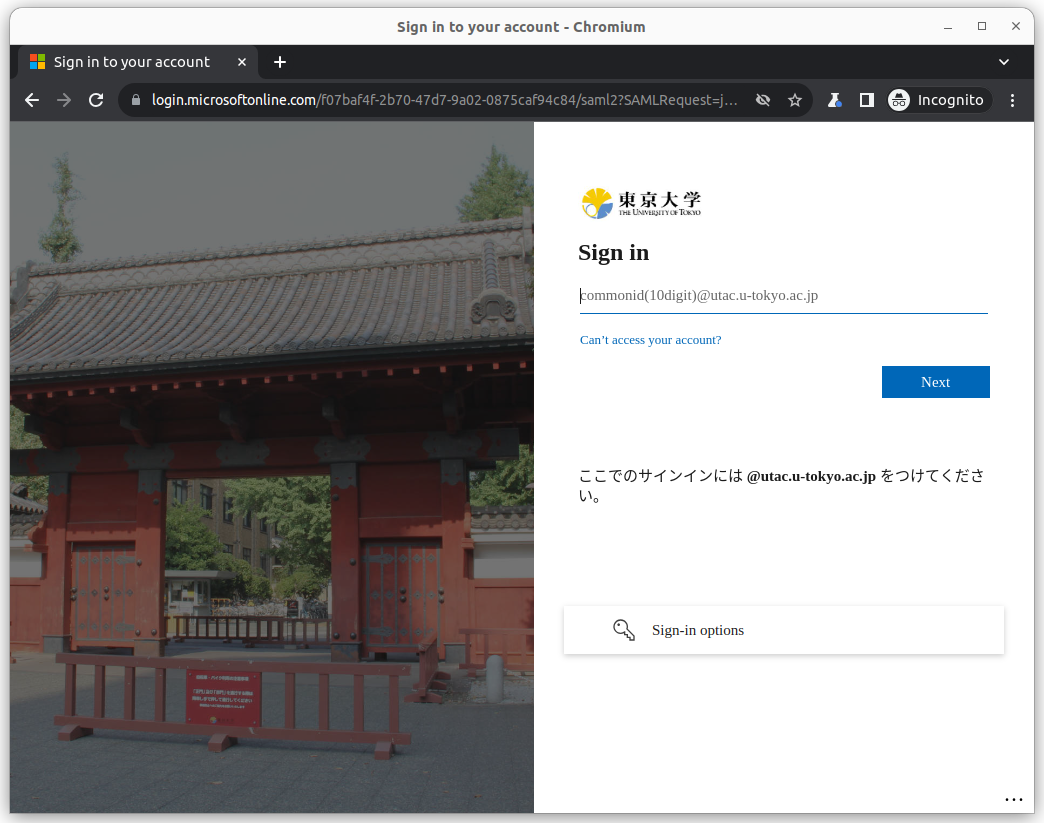 Sign in to your account - Chromium
Sign in to your account
login.microsoftonline.com/f07baf4f-2b70-47d7-9a02-0875caf94c84/saml2?SAMLRequest=j...
Incognito
東京大学
THE UNIVERSITY OF TOKYO
Sign in
commonid(10digit)@utac.u-tokyo.ac.jp
Can’t access your account?
Next
ここでのサインインには @utac.u-tokyo.ac.jp をつけてくださ
い。
Sign-in options